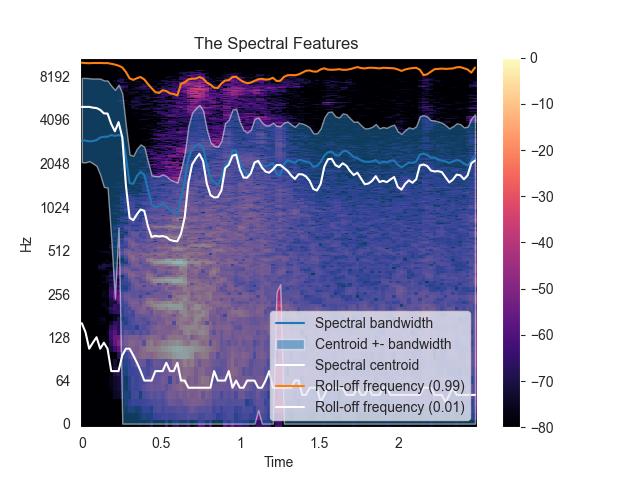 The Spectral Features
Hz
8192
4096
2048
1024
512
256
128
64
0
0
0.5
1
1.5
2
Time
Spectral bandwidth
Centroid +- bandwidth
Spectral centroid
Roll-off frequency (0.99)
Roll-off frequency (0.01)
0
−10
−20
−30
−40
−50
−60
−70
−80